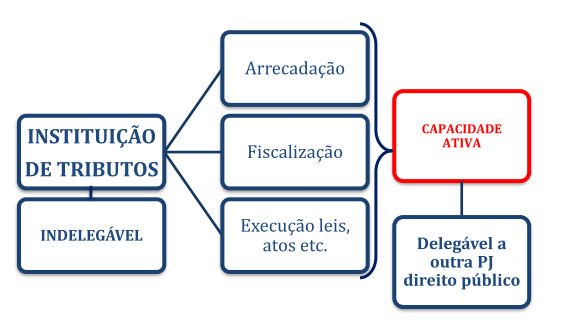 INSTITUIÇÃO
DE TRIBUTOS
INDELEGÁVEL
Arrecadação
Fiscalização
Execução leis,
atos etc.
CAPACIDADE
ATIVA
Delegável a
outra PJ
direito público